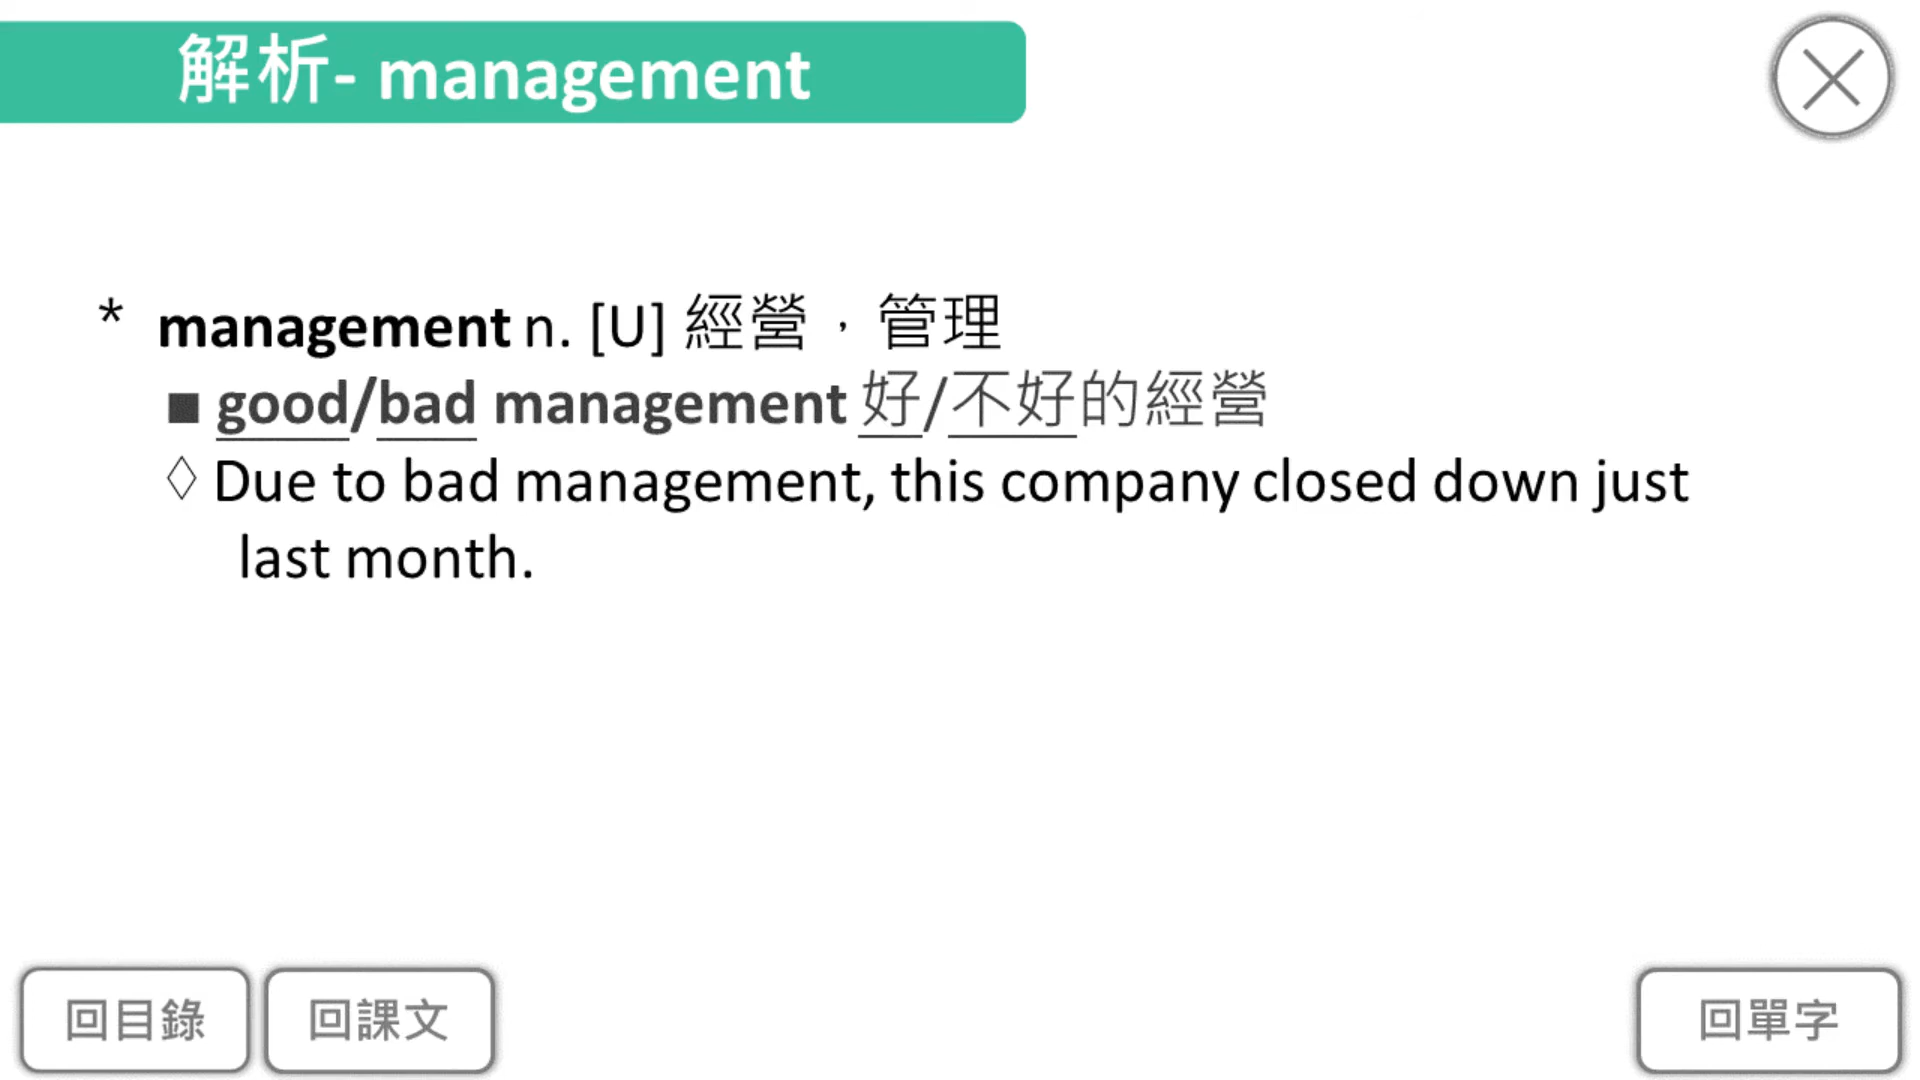 解析- management
* management n. [U] 經營，管理
■ good/bad management 好/不好的經營
◊ Due to bad management, this company closed down just
last month.
回目錄 回課文 回單字